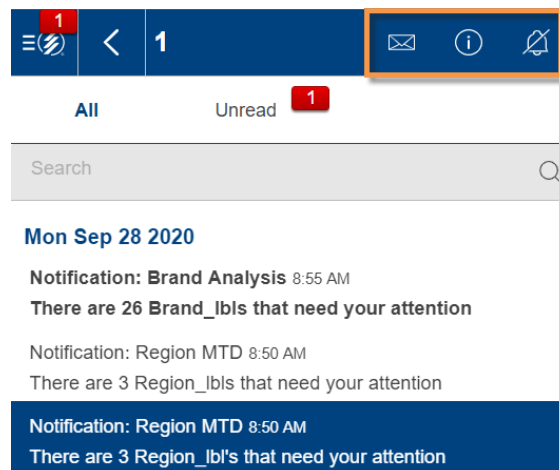 1
1
All Unread 1
Search
Mon Sep 28 2020
Notification: Brand Analysis 8:55 AM
There are 26 Brand_lbls that need your attention
Notification: Region MTD 8:50 AM
There are 3 Region_lbls that need your attention
Notification: Region MTD 8:50 AM
There are 3 Region_lbl's that need your attention